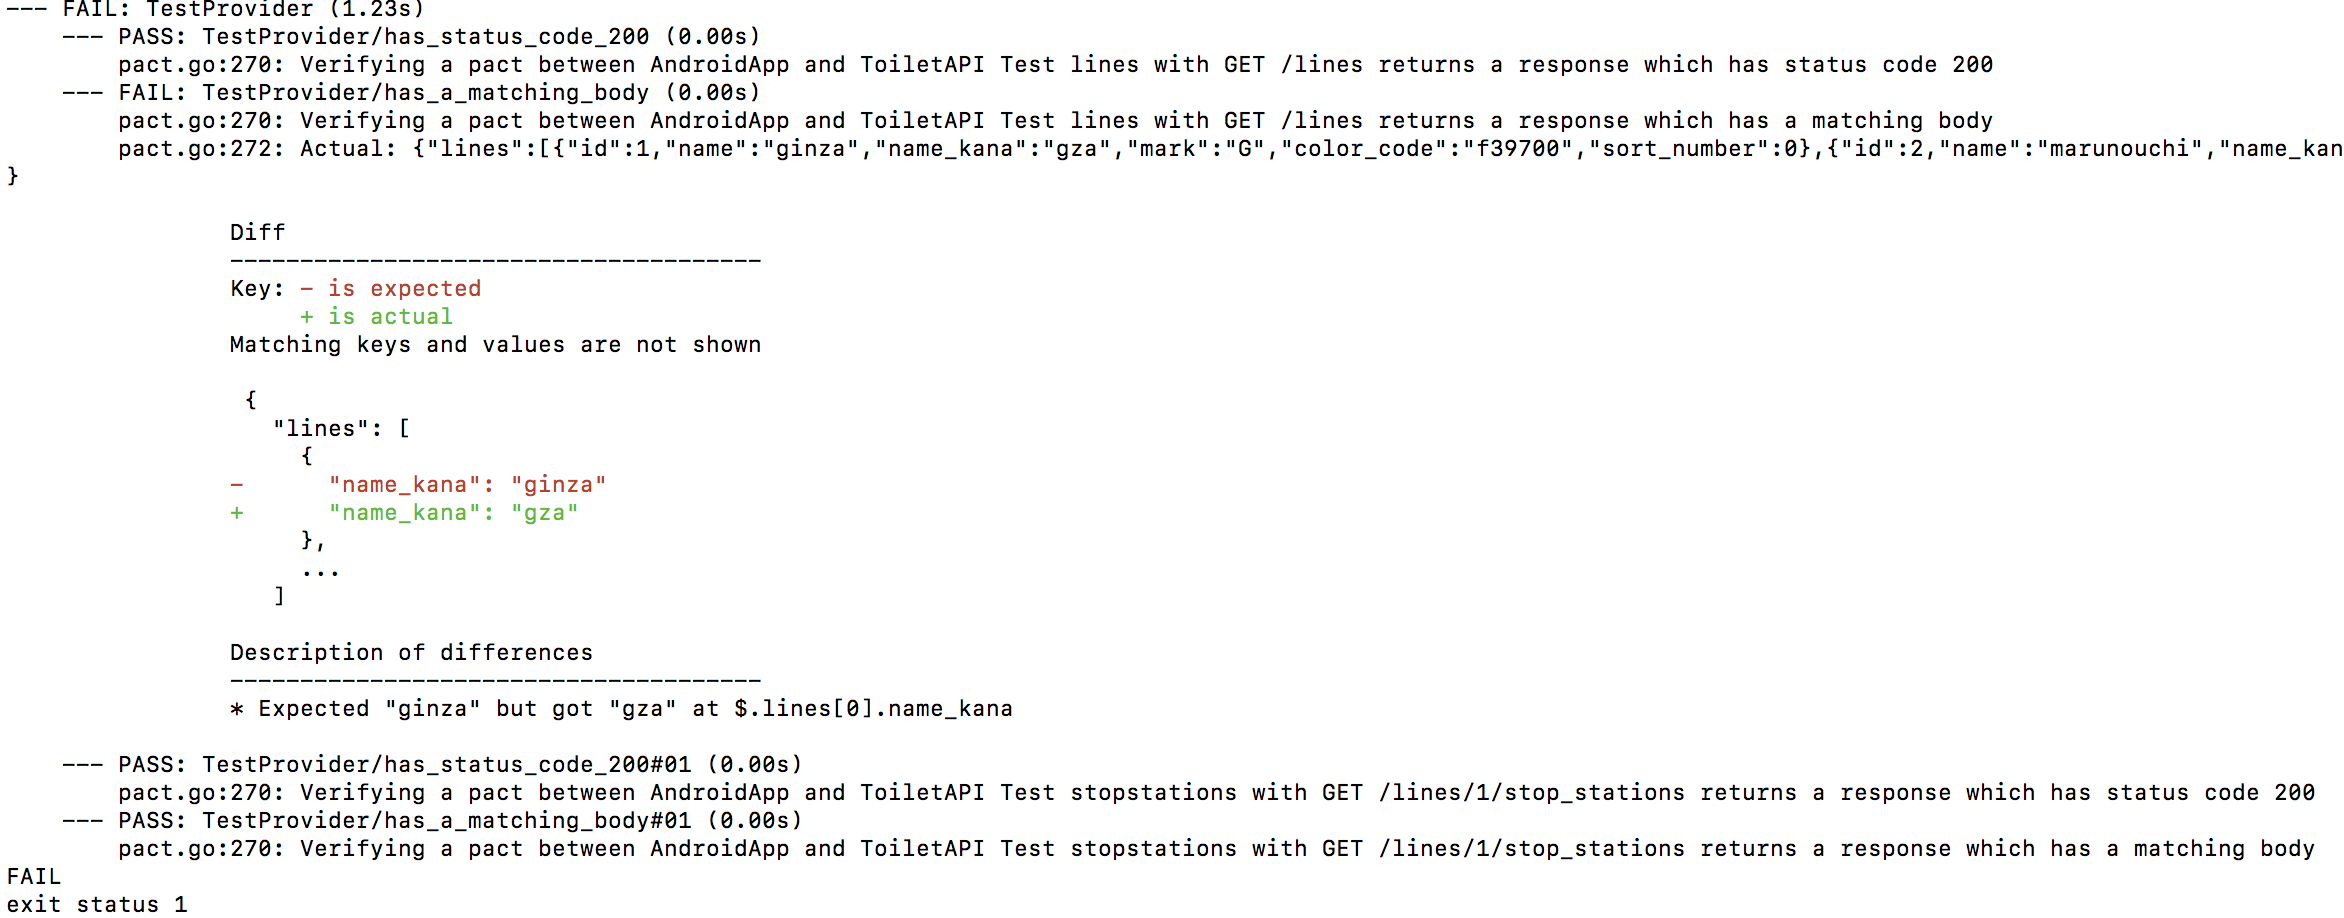 --- FAIL: TestProvider (1.23s)
    --- PASS: TestProvider/has_status_code_200 (0.00s)
        pact.go:270: Verifying a pact between AndroidApp and ToiletAPI Test lines with GET /lines returns a response which has status code 200
    --- FAIL: TestProvider/has_a_matching_body (0.00s)
        pact.go:270: Verifying a pact between AndroidApp and ToiletAPI Test lines with GET /lines returns a response which has a matching body
        pact.go:272: Actual: {"lines":[{"id":1,"name":"ginza","name_kana":"gza","mark":"G","color_code":"f39700","sort_number":0},{"id":2,"name":"marunouchi","name_kan
}
                Diff
                --------------------------------------
                Key: - is expected
                     + is actual
                Matching keys and values are not shown
                 {
                   "lines": [
                     {
                -      "name_kana": "ginza"
                +      "name_kana": "gza"
                     },
                     ...
                   ]
                Description of differences
                --------------------------------------
                * Expected "ginza" but got "gza" at $.lines[0].name_kana
    --- PASS: TestProvider/has_status_code_200#01 (0.00s)
        pact.go:270: Verifying a pact between AndroidApp and ToiletAPI Test stopstations with GET /lines/1/stop_stations returns a response which has status code 200
    --- PASS: TestProvider/has_a_matching_body#01 (0.00s)
        pact.go:270: Verifying a pact between AndroidApp and ToiletAPI Test stopstations with GET /lines/1/stop_stations returns a response which has a matching body
FAIL
exit status 1